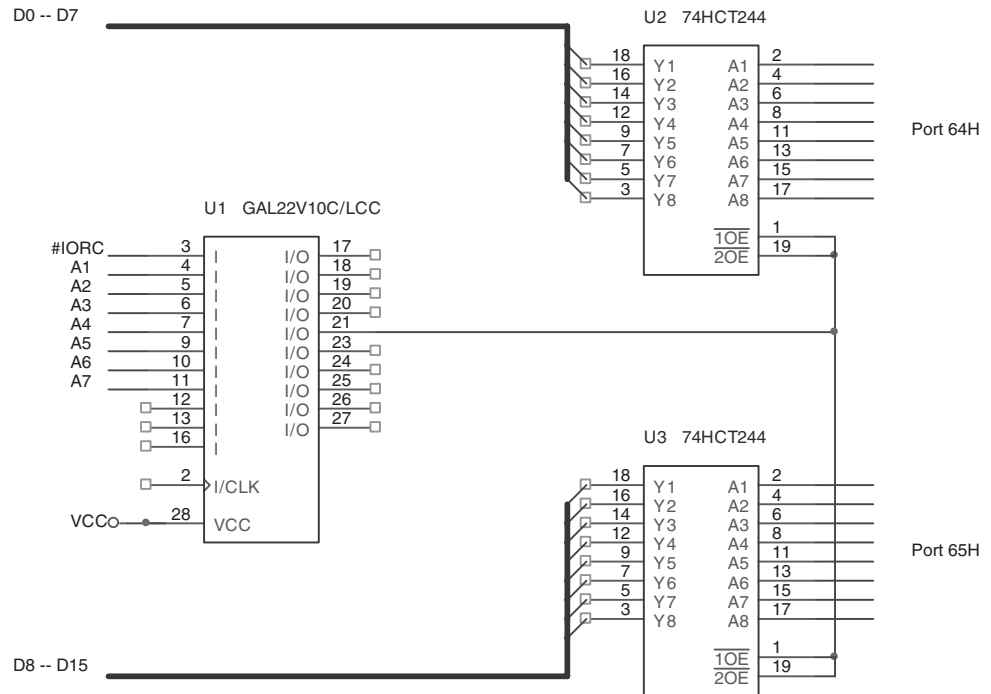 D0 -- D7
U2 74HCT244
18 Y1 A1 2
16 Y2 A2 4
14 Y3 A3 6
12 Y4 A4 8
9 Y5 A5 11
7 Y6 A6 13
5 Y7 A7 15
3 Y8 A8 17
1OE 1
2OE 19
Port 64H
U1 GAL22V10C/LCC
#IORC 3 I I/O 17
A1 4 I I/O 18
A2 5 I I/O 19
A3 6 I I/O 20
A4 7 I I/O 21
A5 9 I I/O 23
A6 10 I I/O 24
A7 11 I I/O 25
12 I I/O 26
13 I I/O 27
16 I
2 I/CLK
VCC 28 VCC
U3 74HCT244
18 Y1 A1 2
16 Y2 A2 4
14 Y3 A3 6
12 Y4 A4 8
9 Y5 A5 11
7 Y6 A6 13
5 Y7 A7 15
3 Y8 A8 17
1OE 1
2OE 19
Port 65H
D8 -- D15